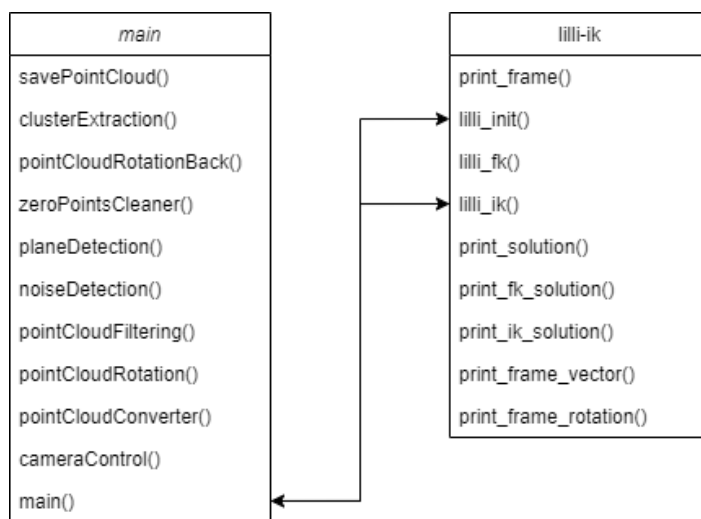 main
savePointCloud()
clusterExtraction()
pointCloudRotationBack()
zeroPointsCleaner()
planeDetection()
noiseDetection()
pointCloudFiltering()
pointCloudRotation()
pointCloudConverter()
cameraControl()
main()
lilli-ik
print_frame()
lilli_init()
lilli_fk()
lilli_ik()
print_solution()
print_fk_solution()
print_ik_solution()
print_frame_vector()
print_frame_rotation()